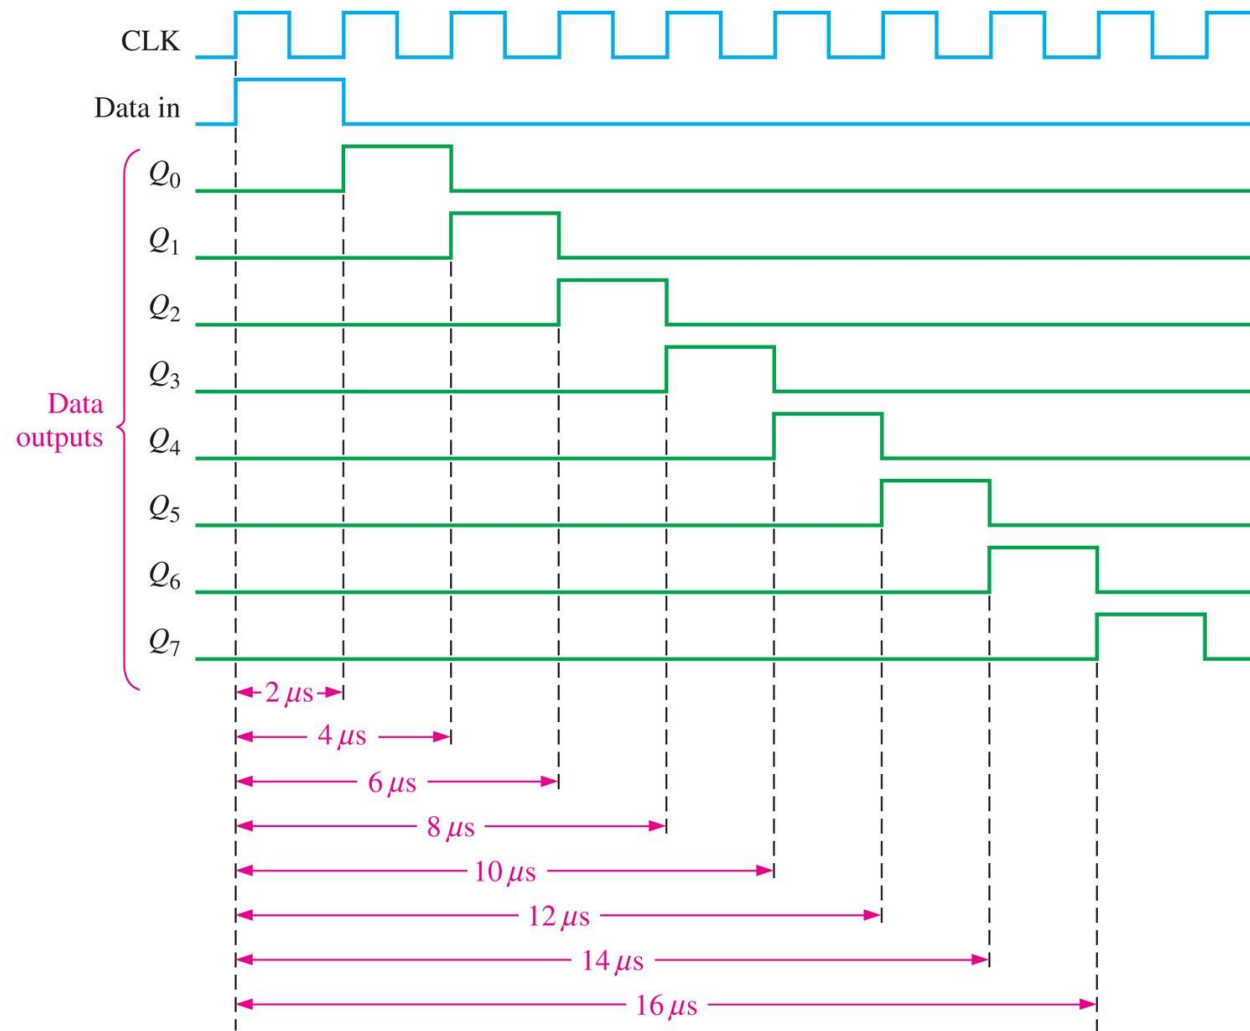 CLK
Data in
Q0
Q1
Q2
Q3
Data
outputs
Q4
Q5
Q6
Q7
2 μs
4 μs
6 μs
8 μs
10 μs
12 μs
14 μs
16 μs